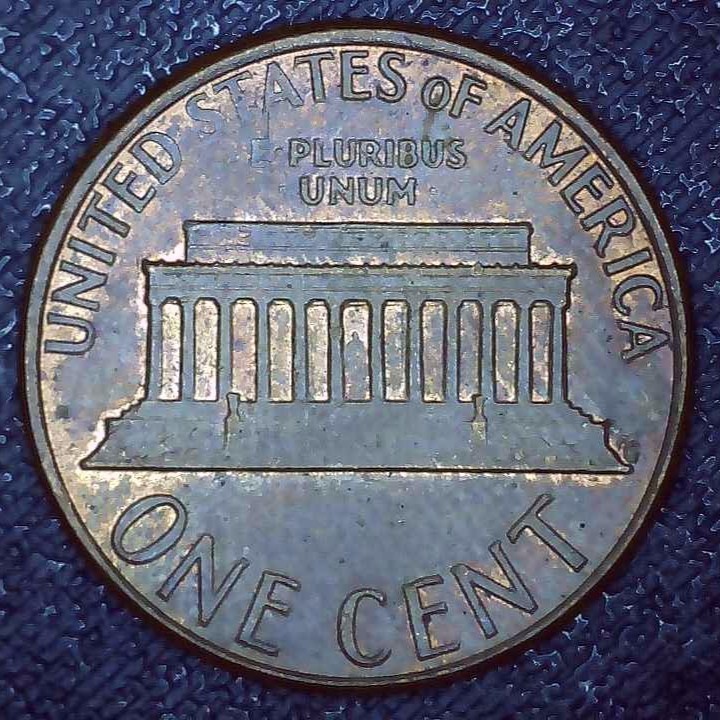 UNITED STATES OF AMERICA
E PLURIBUS
UNUM
ONE CENT